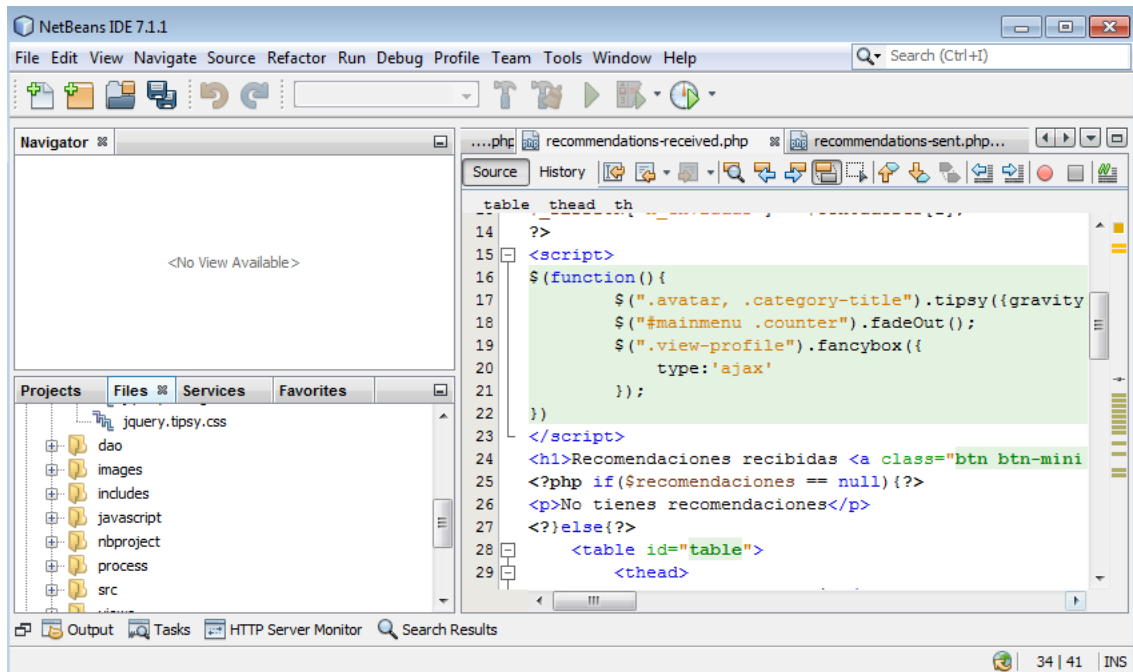 NetBeans IDE 7.1.1
File Edit View Navigate Source Refactor Run Debug Profile Team Tools Window Help
Search (Ctrl+I)
Navigator
<No View Available>
Projects Files Services Favorites
jquery.tipsy.css
dao
images
includes
javascript
nbproject
process
src
....php recommendations-received.php recommendations-sent.php...
Source History
table thead th
14 ?>
15 <script>
16 $(function(){
17 $(".avatar, .category-title").tipsy({gravity
18 $("#mainmenu .counter").fadeOut();
19 $(".view-profile").fancybox({
20 type:'ajax'
21 });
22 })
23 </script>
24 <h1>Recomendaciones recibidas <a class="btn btn-mini
25 <?php if($recomendaciones == null){?>
26 <p>No tienes recomendaciones</p>
27 <?}else{?>
28 <table id="table">
29 <thead>
Output Tasks HTTP Server Monitor Search Results
34 | 41 INS